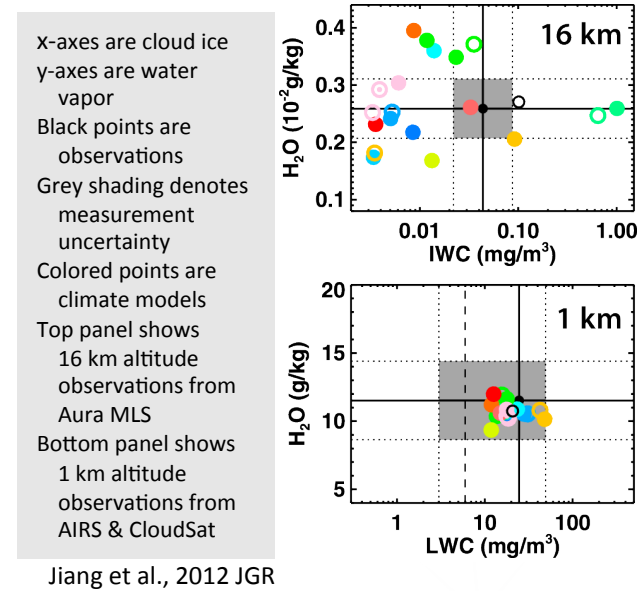 x-axes are cloud ice
y-axes are water
vapor
Black points are
observations
Grey shading denotes
measurement
uncertainty
Colored points are
climate models
Top panel shows
16 km altitude
observations from
Aura MLS
Bottom panel shows
1 km altitude
observations from
AIRS & CloudSat
Jiang et al., 2012 JGR
16 km
H₂O (10⁻²g/kg)
0.4
0.3
0.2
0.1
0.01 0.10 1.00
IWC (mg/m³)
1 km
H₂O (g/kg)
20
15
10
5
1 10 100
LWC (mg/m³)